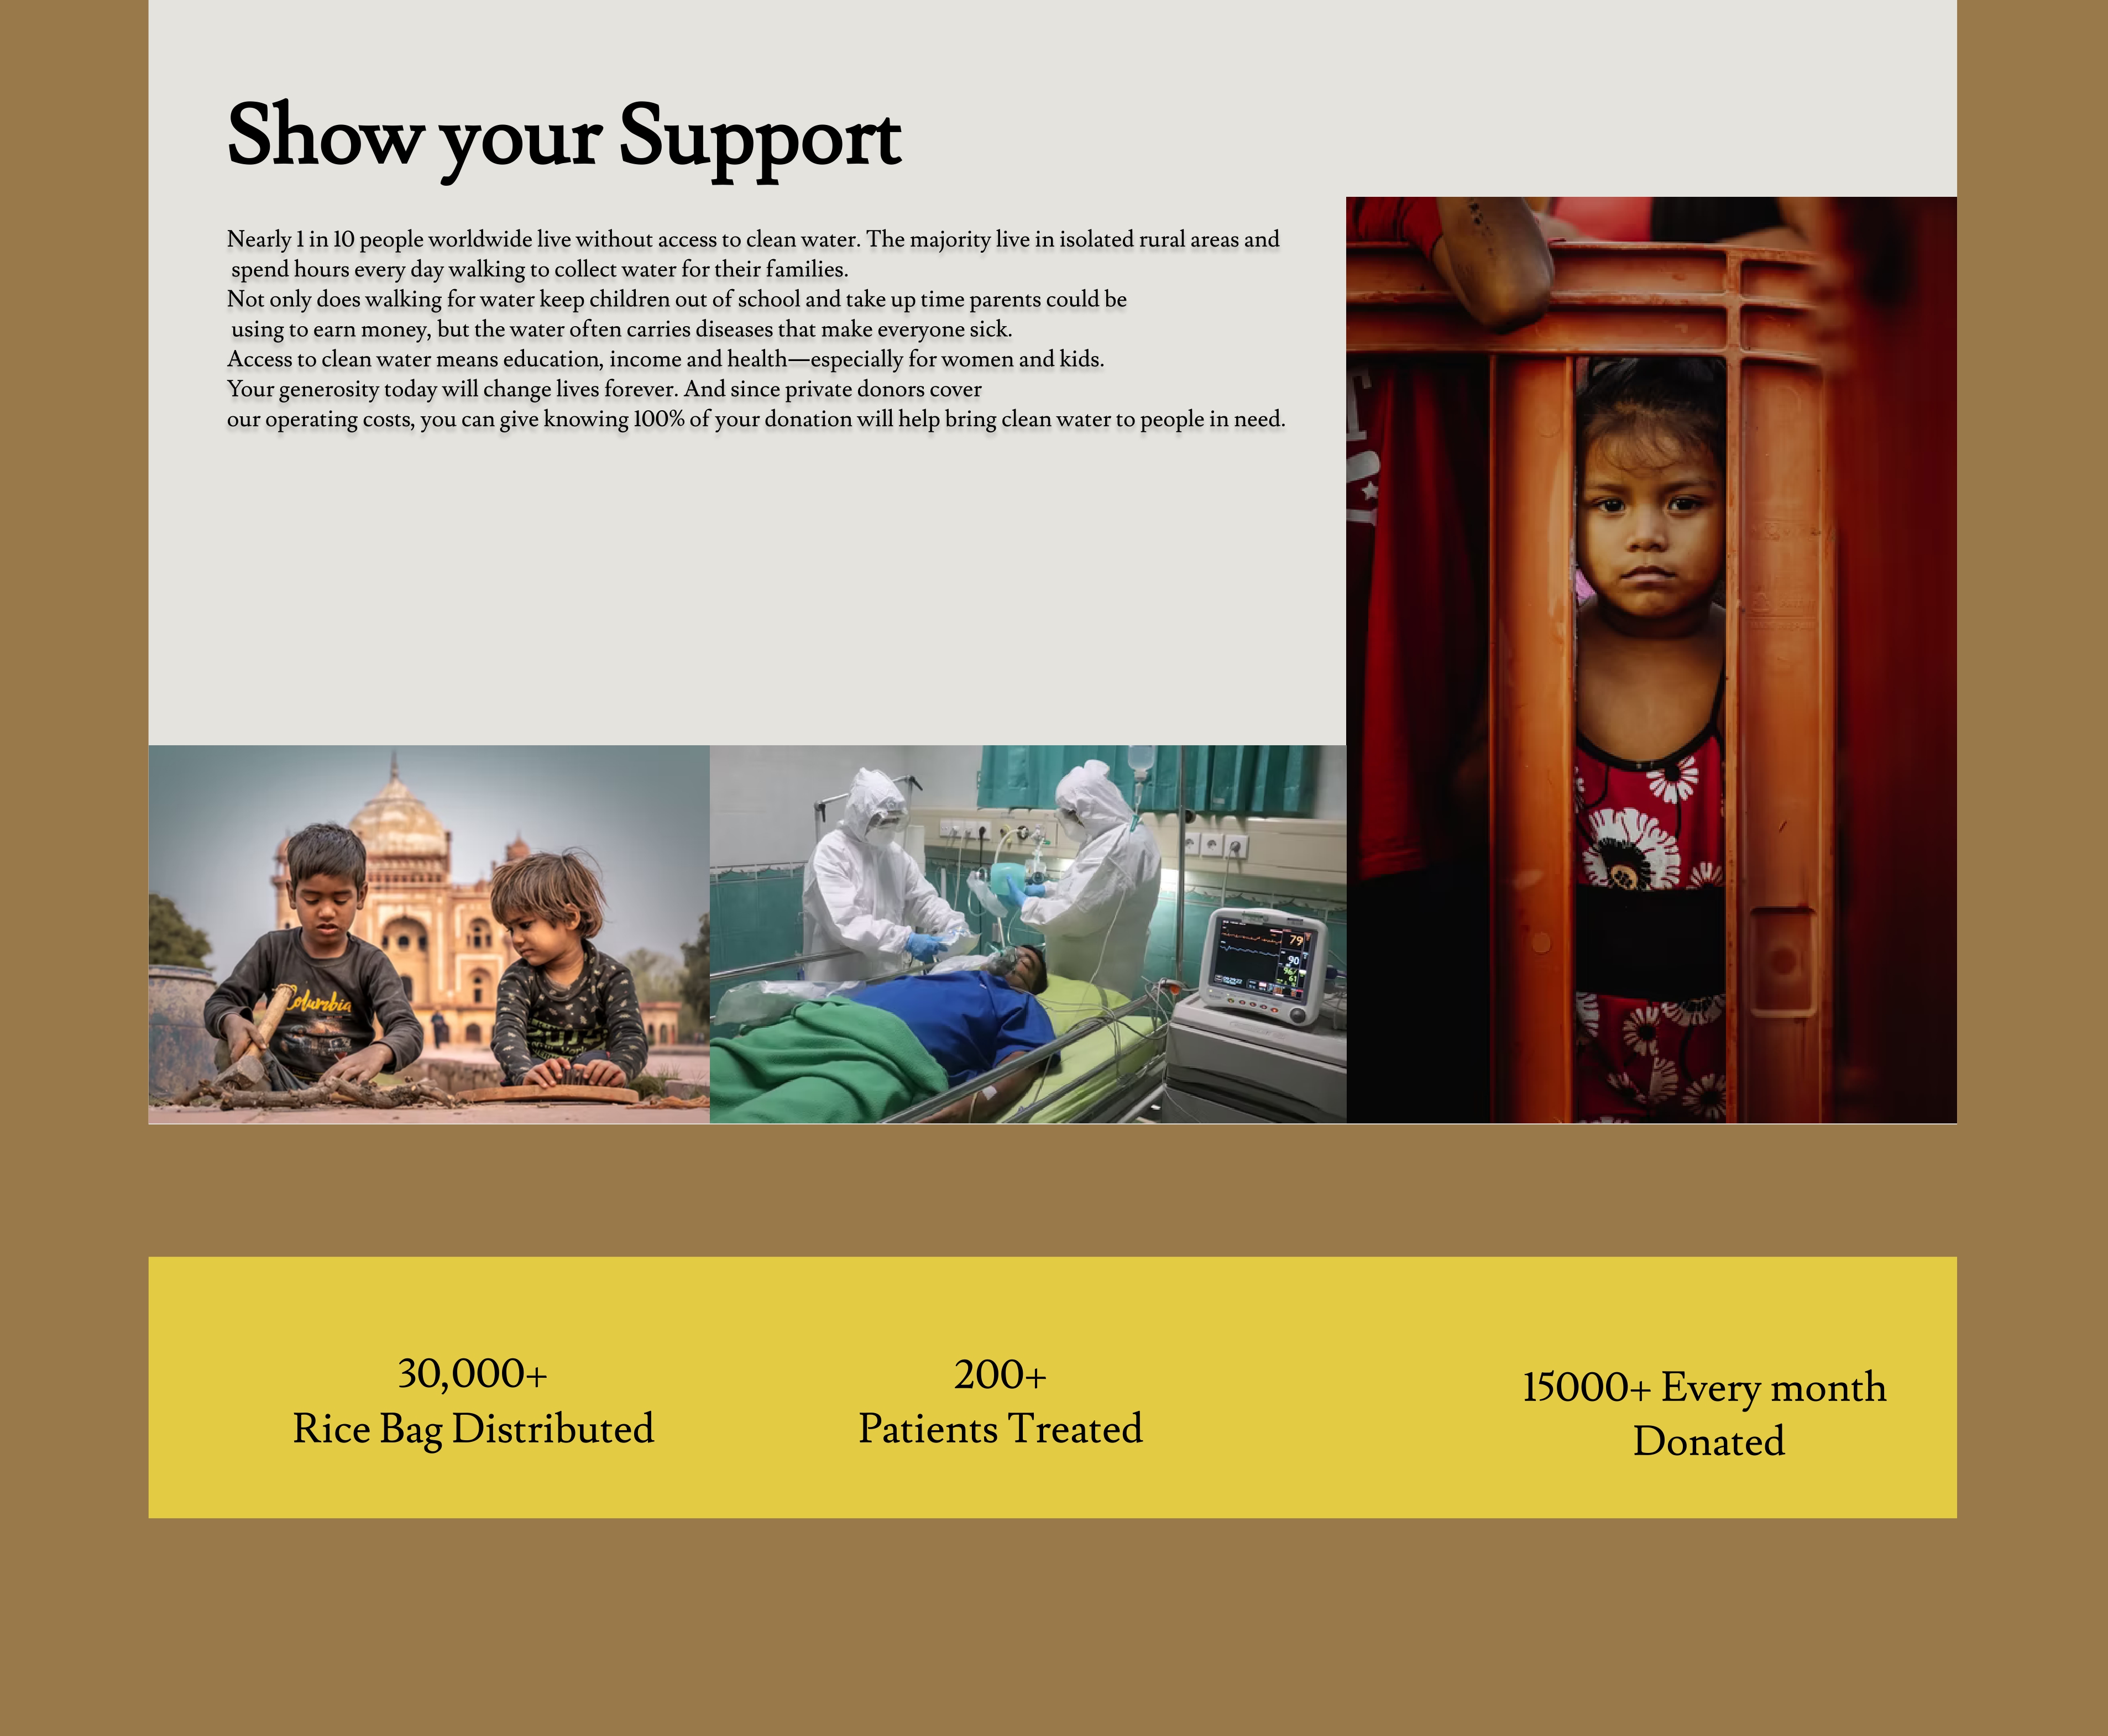 Show your Support
Nearly 1 in 10 people worldwide live without access to clean water. The majority live in isolated rural areas and
spend hours every day walking to collect water for their families.
Not only does walking for water keep children out of school and take up time parents could be
using to earn money, but the water often carries diseases that make everyone sick.
Access to clean water means education, income and health—especially for women and kids.
Your generosity today will change lives forever. And since private donors cover
our operating costs, you can give knowing 100% of your donation will help bring clean water to people in need.
Columbia
79
90
61
30,000+
Rice Bag Distributed
200+
Patients Treated
15000+ Every month
Donated